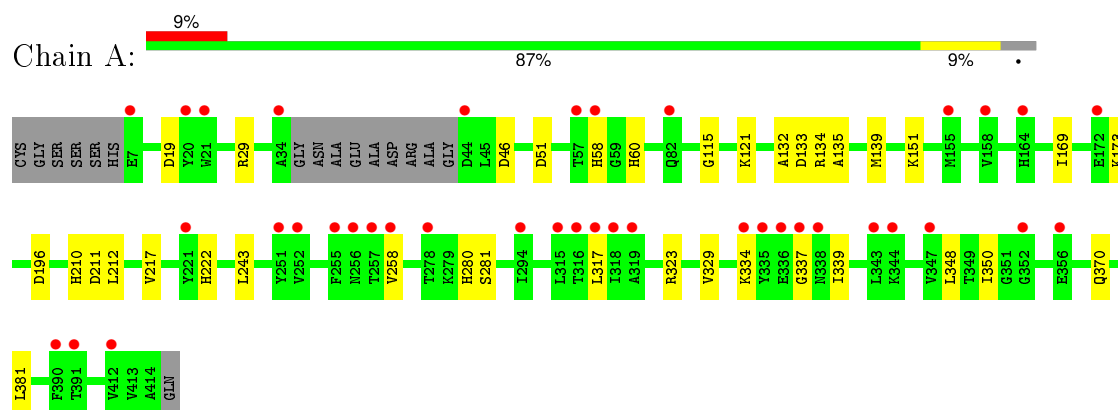 9%
Chain A:
87% 9% •
CYS GLY SER SER SER HIS E7 D19 Y20 W21 R29 A34 GLY ASN ALA GLU ALA ASP ARG ALA GLY D44 L45 D46 D51 T57 H58 G59 H60 Q82 G115 K121 A132 D133 R134 A135 M139 K151 M155 V158 H164 I169 E172 K173
D196 H210 D211 L212 V217 Y221 H222 L243 Y251 V252 F255 N256 T257 V258 T278 K279 H280 S281 I294 L315 T316 L317 I318 A319 R323 V329 K334 Y335 E336 G337 N338 I339 L343 K344 V347 L348 T349 I350 G351 G352 E356 Q370
L381 F390 T391 V412 V413 A414 GLN